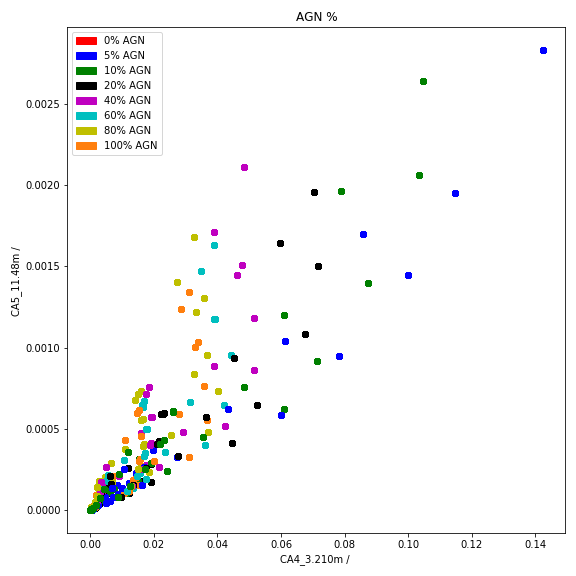 AGN %
0% AGN
5% AGN
10% AGN
20% AGN
40% AGN
60% AGN
80% AGN
100% AGN
CA5_11.48m /
0.0025
0.0020
0.0015
0.0010
0.0005
0.0000
0.00 0.02 0.04 0.06 0.08 0.10 0.12 0.14
CA4_3.210m /